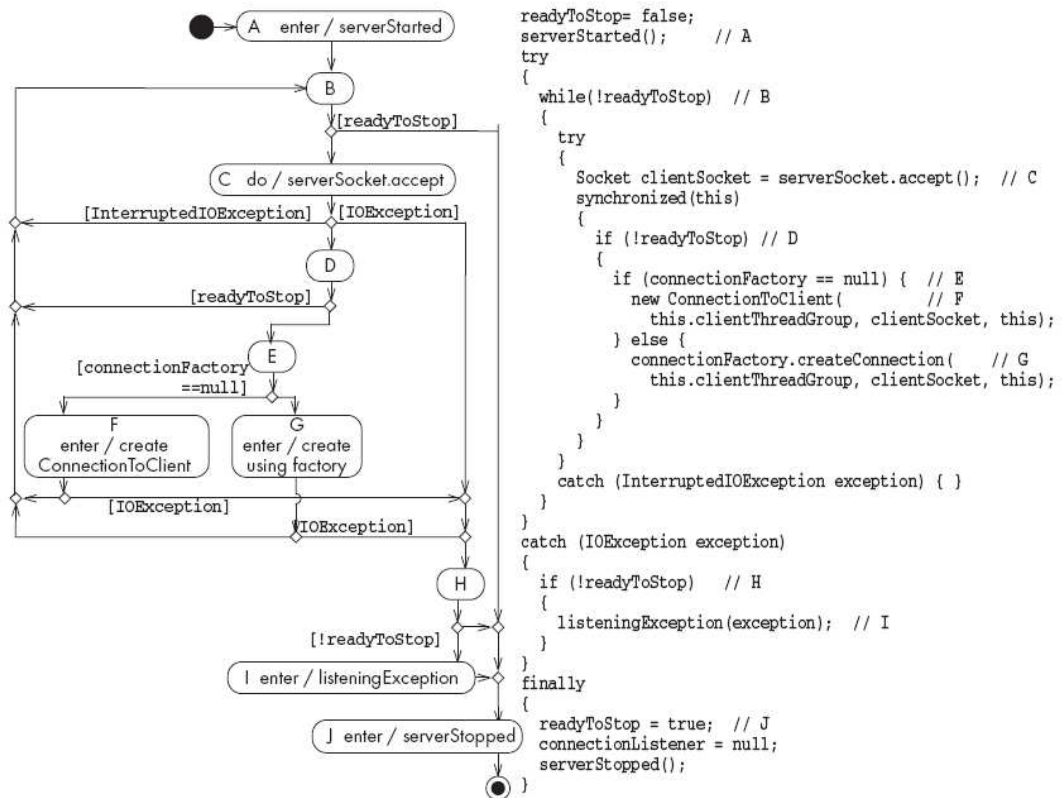 A enter / serverStarted
B
[readyToStop]
C do / serverSocket.accept
[InterruptedIOException]
[IOException]
D
[readyToStop]
E
[connectionFactory
==null]
F
enter / create
ConnectionToClient
G
enter / create
using factory
[IOException]
[IOException]
H
[!readyToStop]
I enter / listeningException
J enter / serverStopped
readyToStop= false;
serverStarted(); // A
try
{
while(!readyToStop) // B
{
try
{
Socket clientSocket = serverSocket.accept(); // C
synchronized(this)
{
if (!readyToStop) // D
{
if (connectionFactory == null) { // E
new ConnectionToClient( // F
this.clientThreadGroup, clientSocket, this);
} else {
connectionFactory.createConnection( // G
this.clientThreadGroup, clientSocket, this);
}
}
}
}
catch (InterruptedIOException exception) { }
}
}
catch (IOException exception)
{
if (!readyToStop) // H
{
listeningException(exception); // I
}
}
finally
{
readyToStop = true; // J
connectionListener = null;
serverStopped();
}